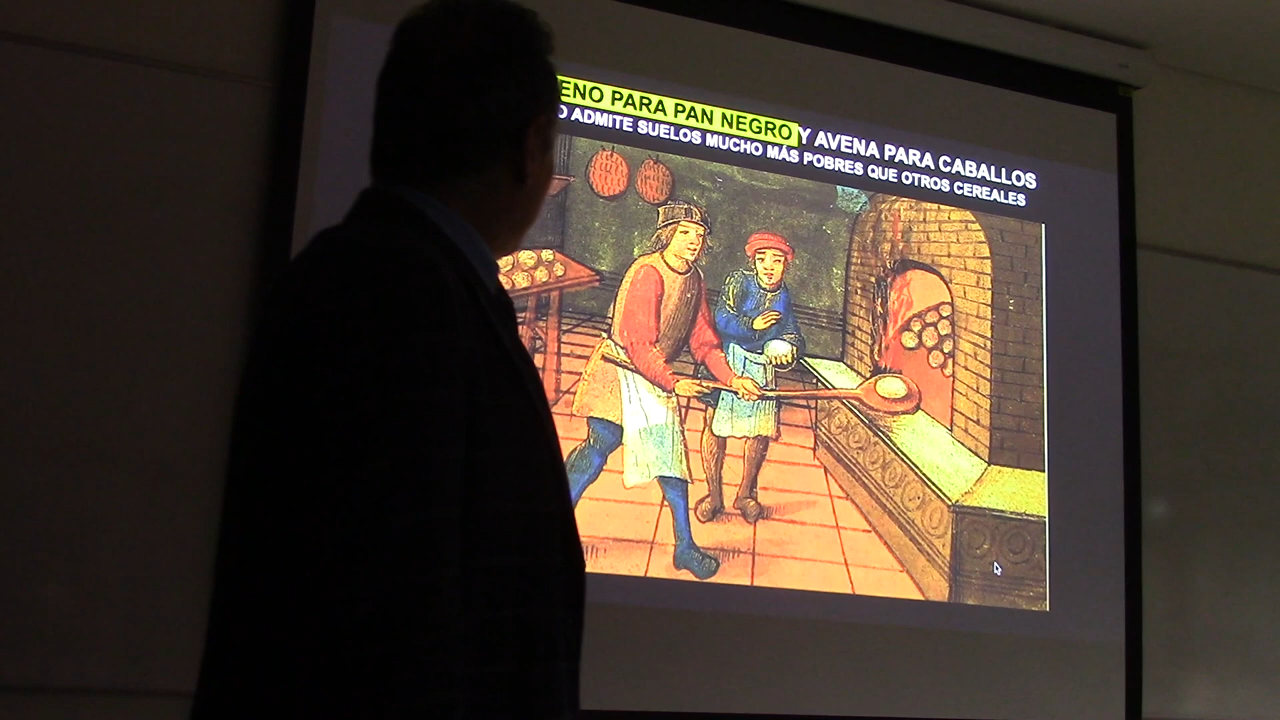 ENO PARA PAN NEGRO Y AVENA PARA CABALLOS
O ADMITE SUELOS MUCHO MÁS POBRES QUE OTROS CEREALES